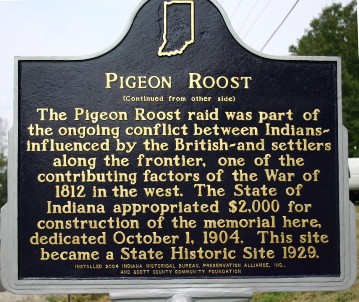 PIGEON ROOST
(Continued from other side)
The Pigeon Roost raid was part of
the ongoing conflict between Indians-
influenced by the British-and settlers
along the frontier, one of the
contributing factors of the War of
1812 in the west. The State of
Indiana appropriated $2,000 for
construction of the memorial here,
dedicated October 1, 1904. This site
became a State Historic Site 1929.
INSTALLED 2004 INDIANA HISTORICAL BUREAU, PRESERVATION ALLIANCE, INC.,
AND SCOTT COUNTY COMMUNITY FOUNDATION